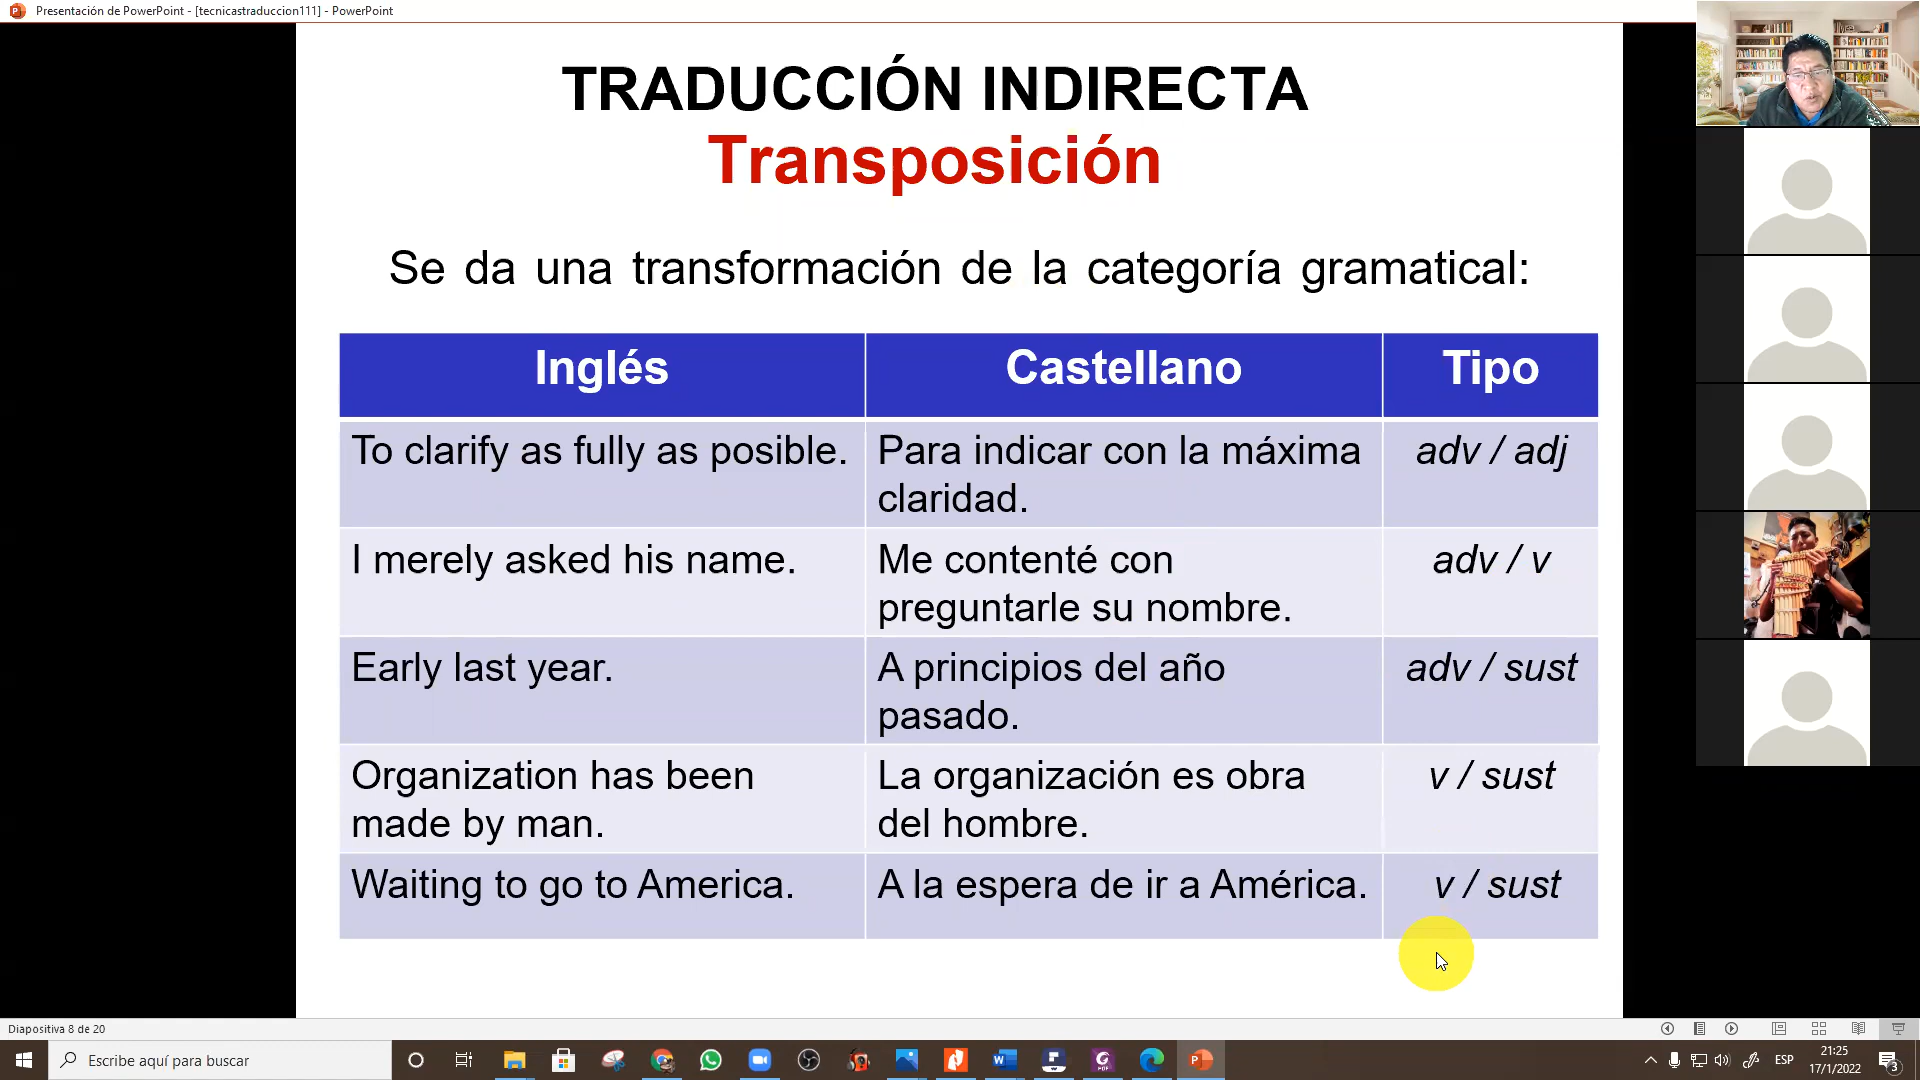 Presentación de PowerPoint - [tecnicastraduccion111] - PowerPoint
TRADUCCIÓN INDIRECTA
Transposición
Se da una transformación de la categoría gramatical:
Inglés Castellano Tipo
To clarify as fully as posible. Para indicar con la máxima adv / adj
claridad.
I merely asked his name. Me contenté con adv / v
preguntarle su nombre.
Early last year. A principios del año adv / sust
pasado.
Organization has been La organización es obra v / sust
made by man. del hombre.
Waiting to go to America. A la espera de ir a América. v / sust
Diapositiva 8 de 20
Escribe aquí para buscar
ESP
21:25
17/1/2022
3